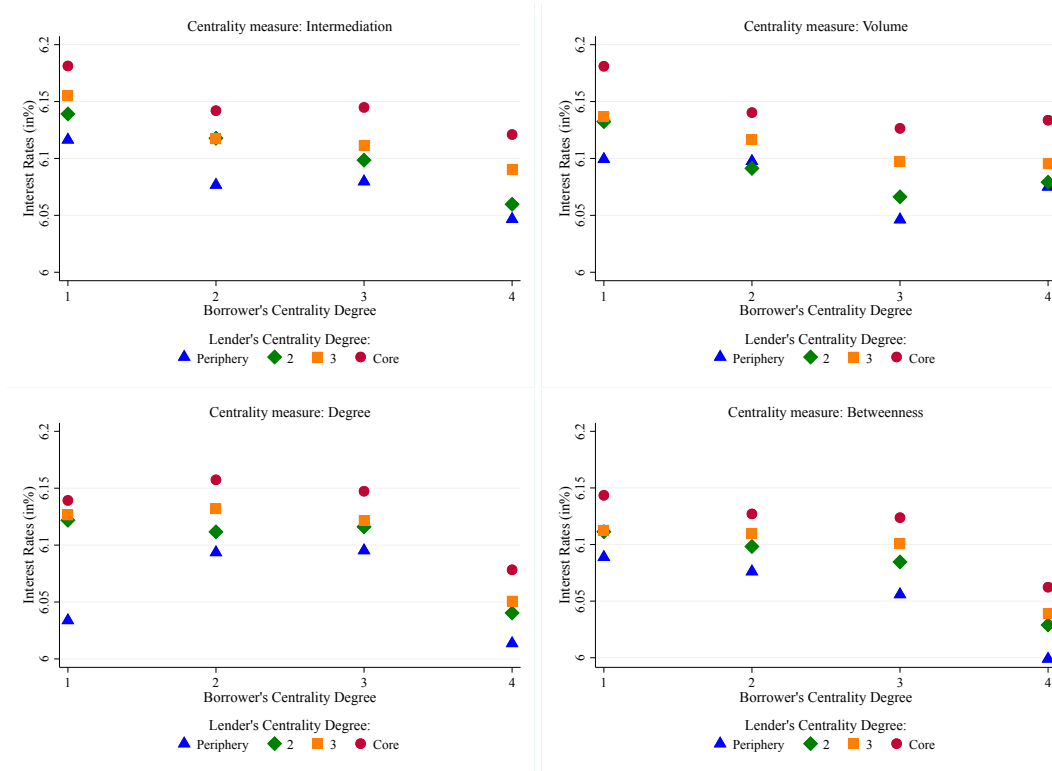 Centrality measure: Intermediation
Interest Rates (in%)
6.2
6.15
6.1
6.05
6
1 2 3 4
Borrower's Centrality Degree
Lender's Centrality Degree:
Periphery 2 3 Core
Centrality measure: Volume
Interest Rates (in%)
6.2
6.15
6.1
6.05
6
1 2 3 4
Borrower's Centrality Degree
Lender's Centrality Degree:
Periphery 2 3 Core
Centrality measure: Degree
Interest Rates (in%)
6.2
6.15
6.1
6.05
6
1 2 3 4
Borrower's Centrality Degree
Lender's Centrality Degree:
Periphery 2 3 Core
Centrality measure: Betweenness
Interest Rates (in%)
6.2
6.15
6.1
6.05
6
1 2 3 4
Borrower's Centrality Degree
Lender's Centrality Degree:
Periphery 2 3 Core